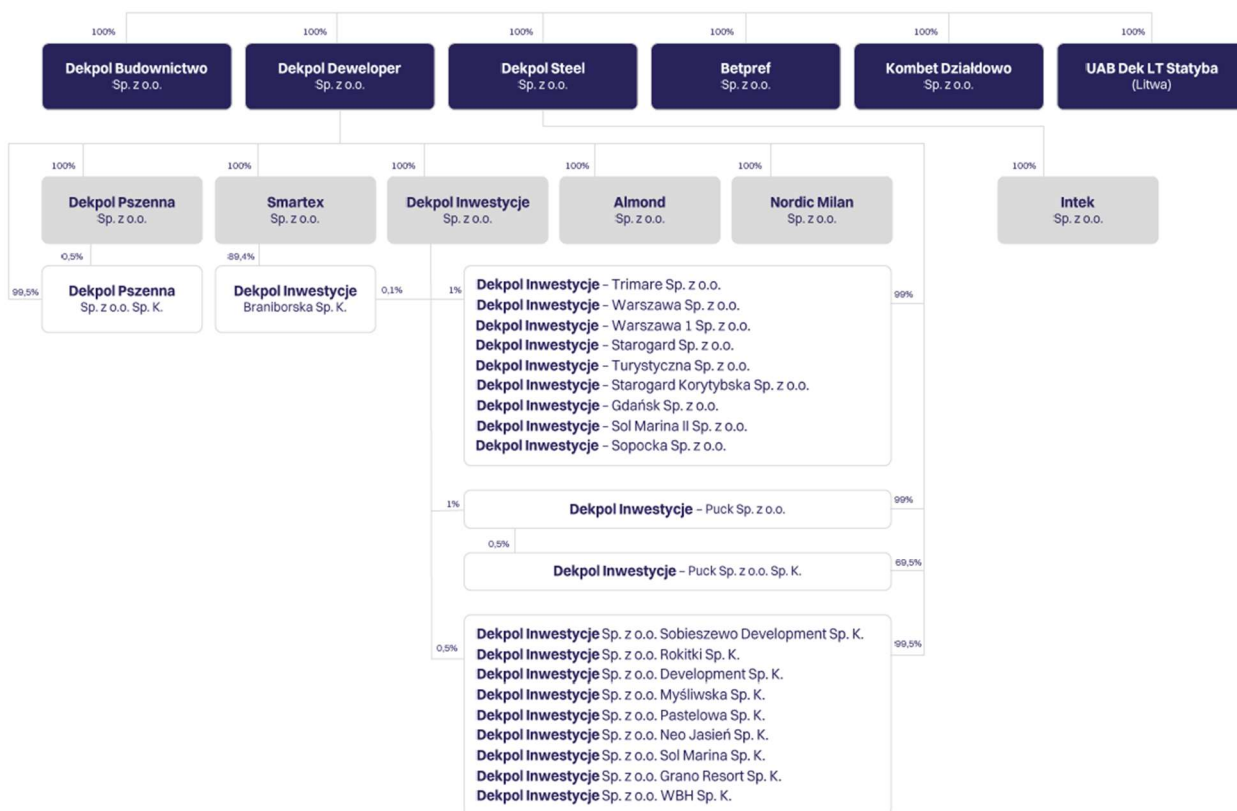 100%
100%
100%
100%
100%
100%
Dekpol Budownictwo
Sp. z o.o.
Dekpol Deweloper
Sp. z o.o.
Dekpol Steel
Sp. z o.o.
Betpref
Sp. z o.o.
Kombet Działdowo
Sp. z o.o.
UAB Dek LT Statyba
(Litwa)
100%
100%
100%
100%
100%
100%
Dekpol Pszenna
Sp. z o.o.
Smartex
Sp. z o.o.
Dekpol Inwestycje
Sp. z o.o.
Almond
Sp. z o.o.
Nordic Milan
Sp. z o.o.
Intek
Sp. z o.o.
0,5%
89,4%
99,5%
Dekpol Pszenna
Sp. z o.o. Sp. K.
Dekpol Inwestycje
Braniborska Sp. K.
0,1%
1%
99%
Dekpol Inwestycje – Trimare Sp. z o.o.
Dekpol Inwestycje – Warszawa Sp. z o.o.
Dekpol Inwestycje – Warszawa 1 Sp. z o.o.
Dekpol Inwestycje – Starogard Sp. z o.o.
Dekpol Inwestycje – Turystyczna Sp. z o.o.
Dekpol Inwestycje – Starogard Korytybska Sp. z o.o.
Dekpol Inwestycje – Gdańsk Sp. z o.o.
Dekpol Inwestycje – Sol Marina II Sp. z o.o.
Dekpol Inwestycje – Sopocka Sp. z o.o.
1%
Dekpol Inwestycje – Puck Sp. z o.o.
99%
0,5%
Dekpol Inwestycje – Puck Sp. z o.o. Sp. K.
69,5%
0,5%
99,5%
Dekpol Inwestycje Sp. z o.o. Sobieszewo Development Sp. K.
Dekpol Inwestycje Sp. z o.o. Rokitki Sp. K.
Dekpol Inwestycje Sp. z o.o. Development Sp. K.
Dekpol Inwestycje Sp. z o.o. Myśliwska Sp. K.
Dekpol Inwestycje Sp. z o.o. Pastelowa Sp. K.
Dekpol Inwestycje Sp. z o.o. Neo Jasień Sp. K.
Dekpol Inwestycje Sp. z o.o. Sol Marina Sp. K.
Dekpol Inwestycje Sp. z o.o. Grano Resort Sp. K.
Dekpol Inwestycje Sp. z o.o. WBH Sp. K.